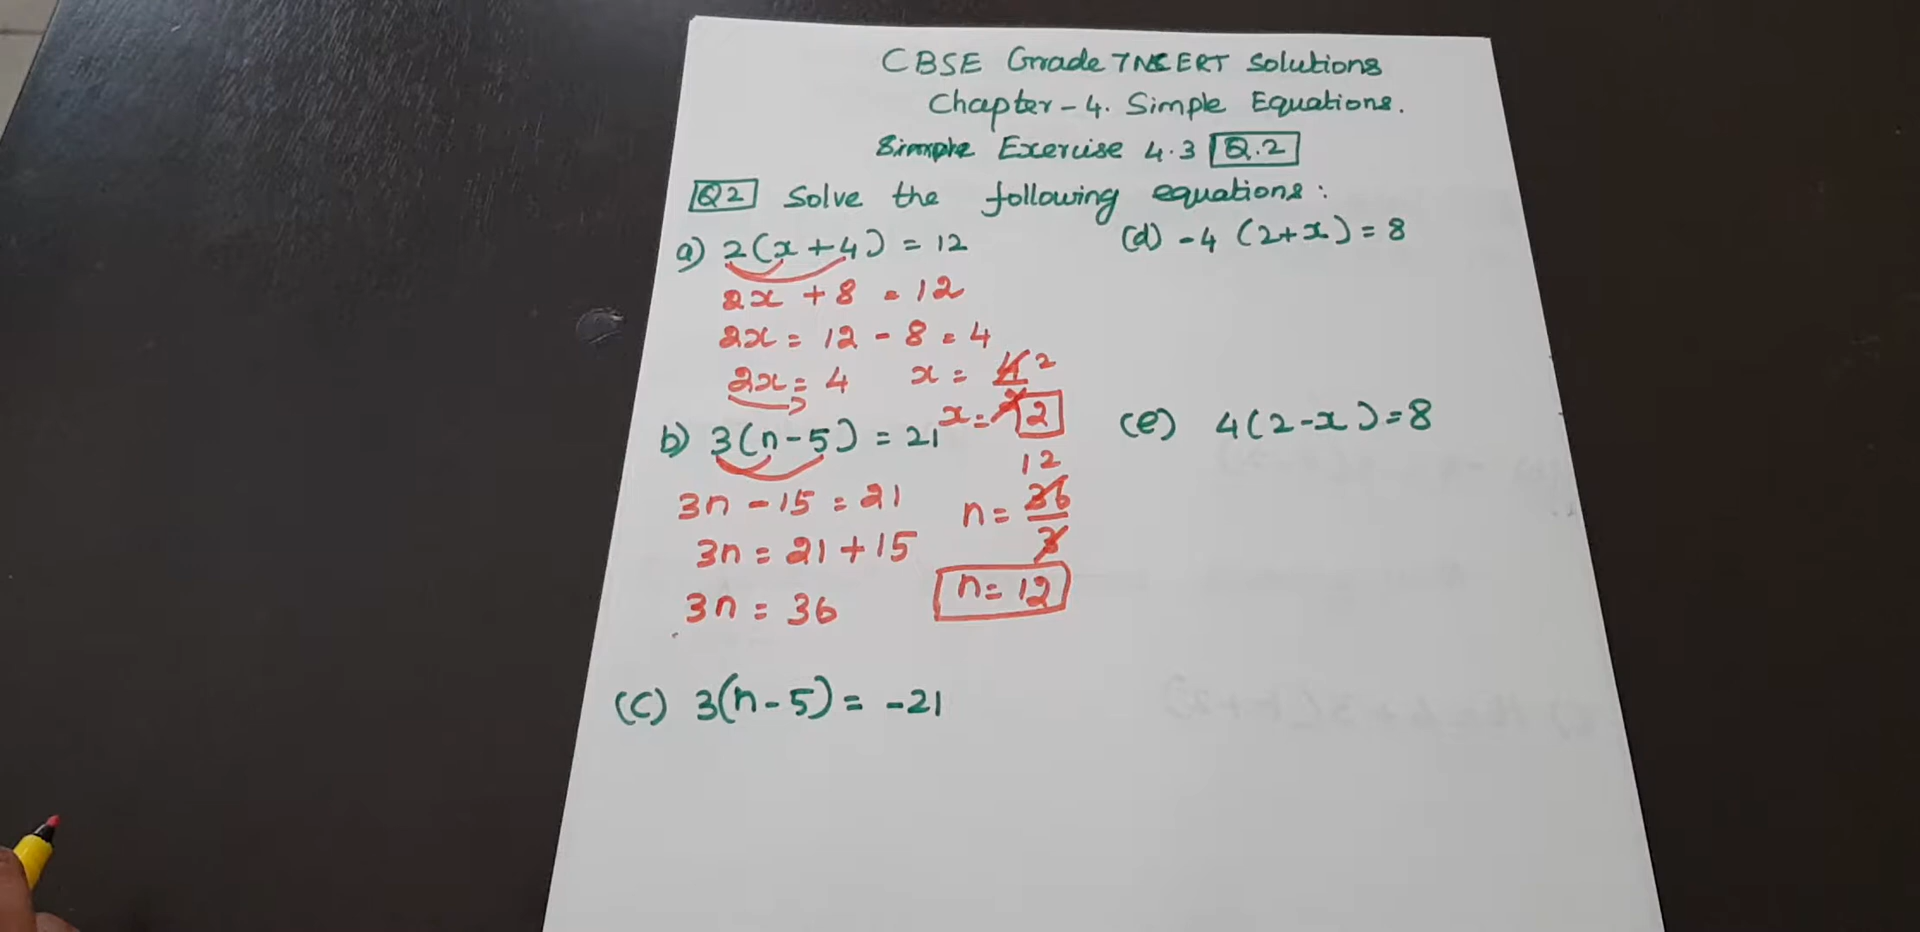 CBSE Grade 7 NCERT Solutions
Chapter - 4. Simple Equations.
Simple Exercise 4.3 Q.2
Q2 Solve the following equations:
a) 2(x+4) = 12
2x + 8 = 12
2x = 12 - 8 = 4
2x = 4 x = 4/2 2
x = 2
b) 3(n-5) = 21
3n - 15 = 21
3n = 21 + 15
3n = 36
12
n = 36/3
n = 12
(C) 3(n-5) = -21
(d) -4 (2+x) = 8
(e) 4(2-x) = 8